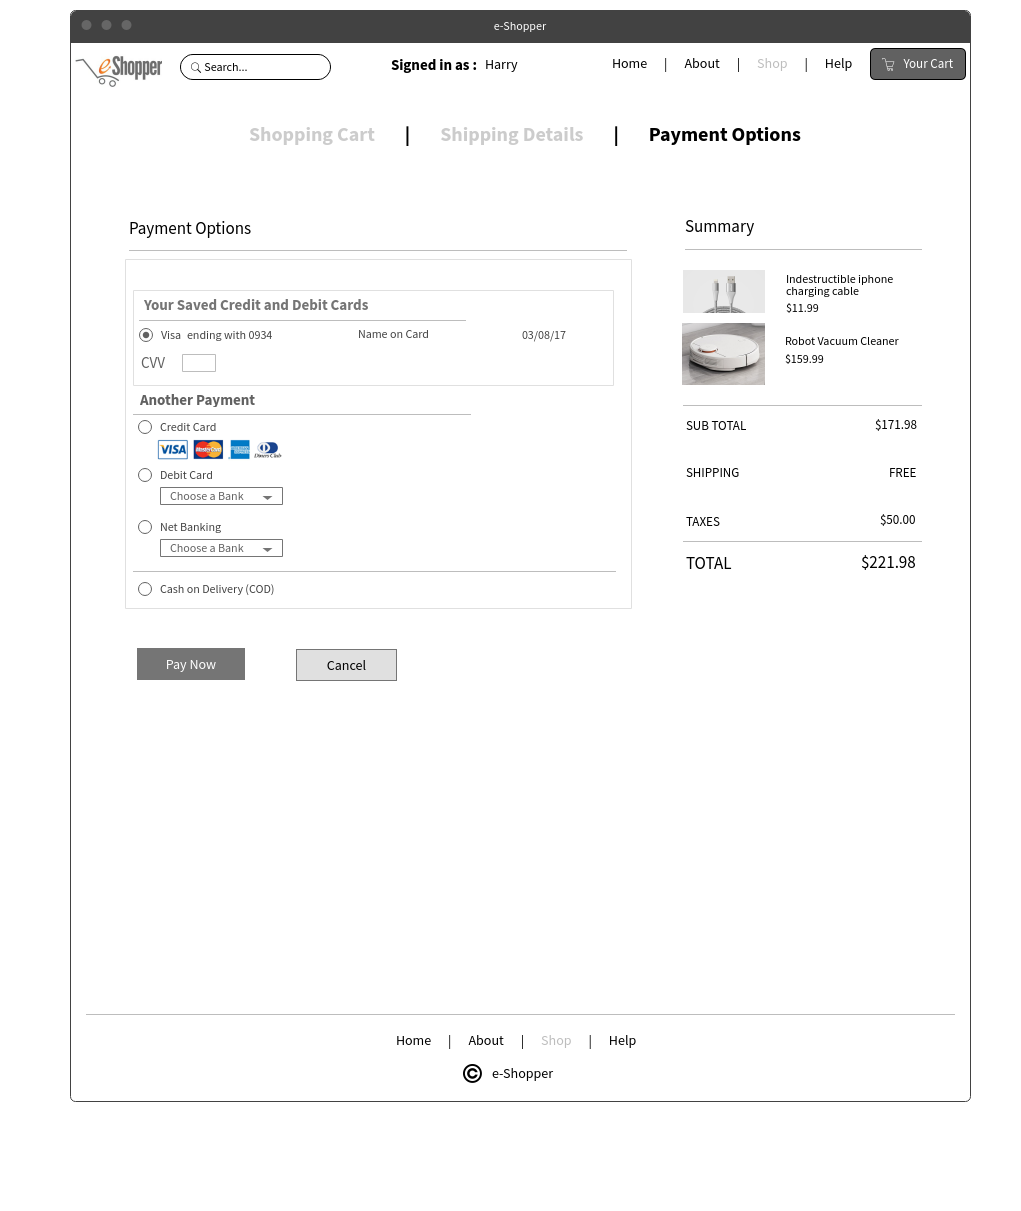 e-Shopper
eShopper
Search...
Signed in as : Harry
Home | About | Shop | Help
Your Cart
Shopping Cart | Shipping Details | Payment Options
Payment Options
Your Saved Credit and Debit Cards
Visa ending with 0934 Name on Card 03/08/17
CVV
Another Payment
Credit Card
VISA MasterCard AMERICAN EXPRESS Diners Club
Debit Card
Choose a Bank
Net Banking
Choose a Bank
Cash on Delivery (COD)
Pay Now
Cancel
Summary
Indestructible iphone
charging cable
$11.99
Robot Vacuum Cleaner
$159.99
SUB TOTAL $171.98
SHIPPING FREE
TAXES $50.00
TOTAL $221.98
Home | About | Shop | Help
© e-Shopper